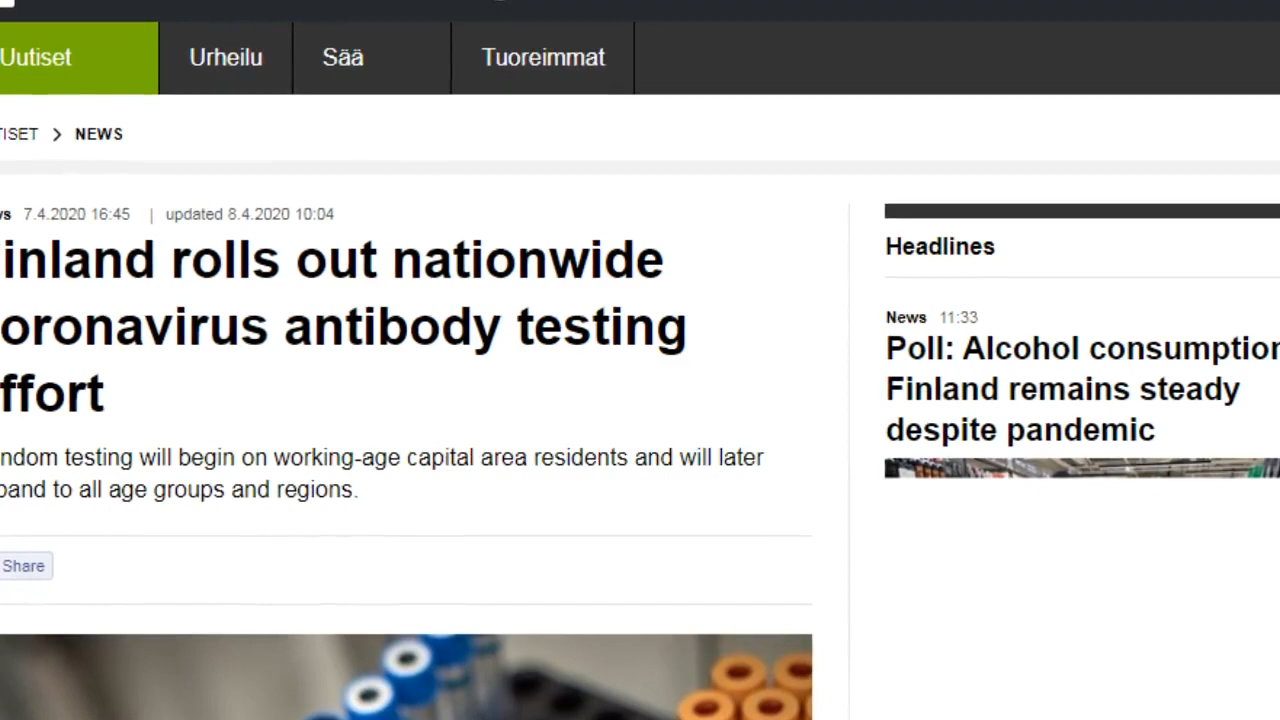 Uutiset Urheilu Sää Tuoreimmat
TISET > NEWS
ws 7.4.2020 16:45 | updated 8.4.2020 10:04
inland rolls out nationwide
oronavirus antibody testing
ffort
ndom testing will begin on working-age capital area residents and will later
pand to all age groups and regions.
Share
Headlines
News 11:33
Poll: Alcohol consumption
Finland remains steady
despite pandemic